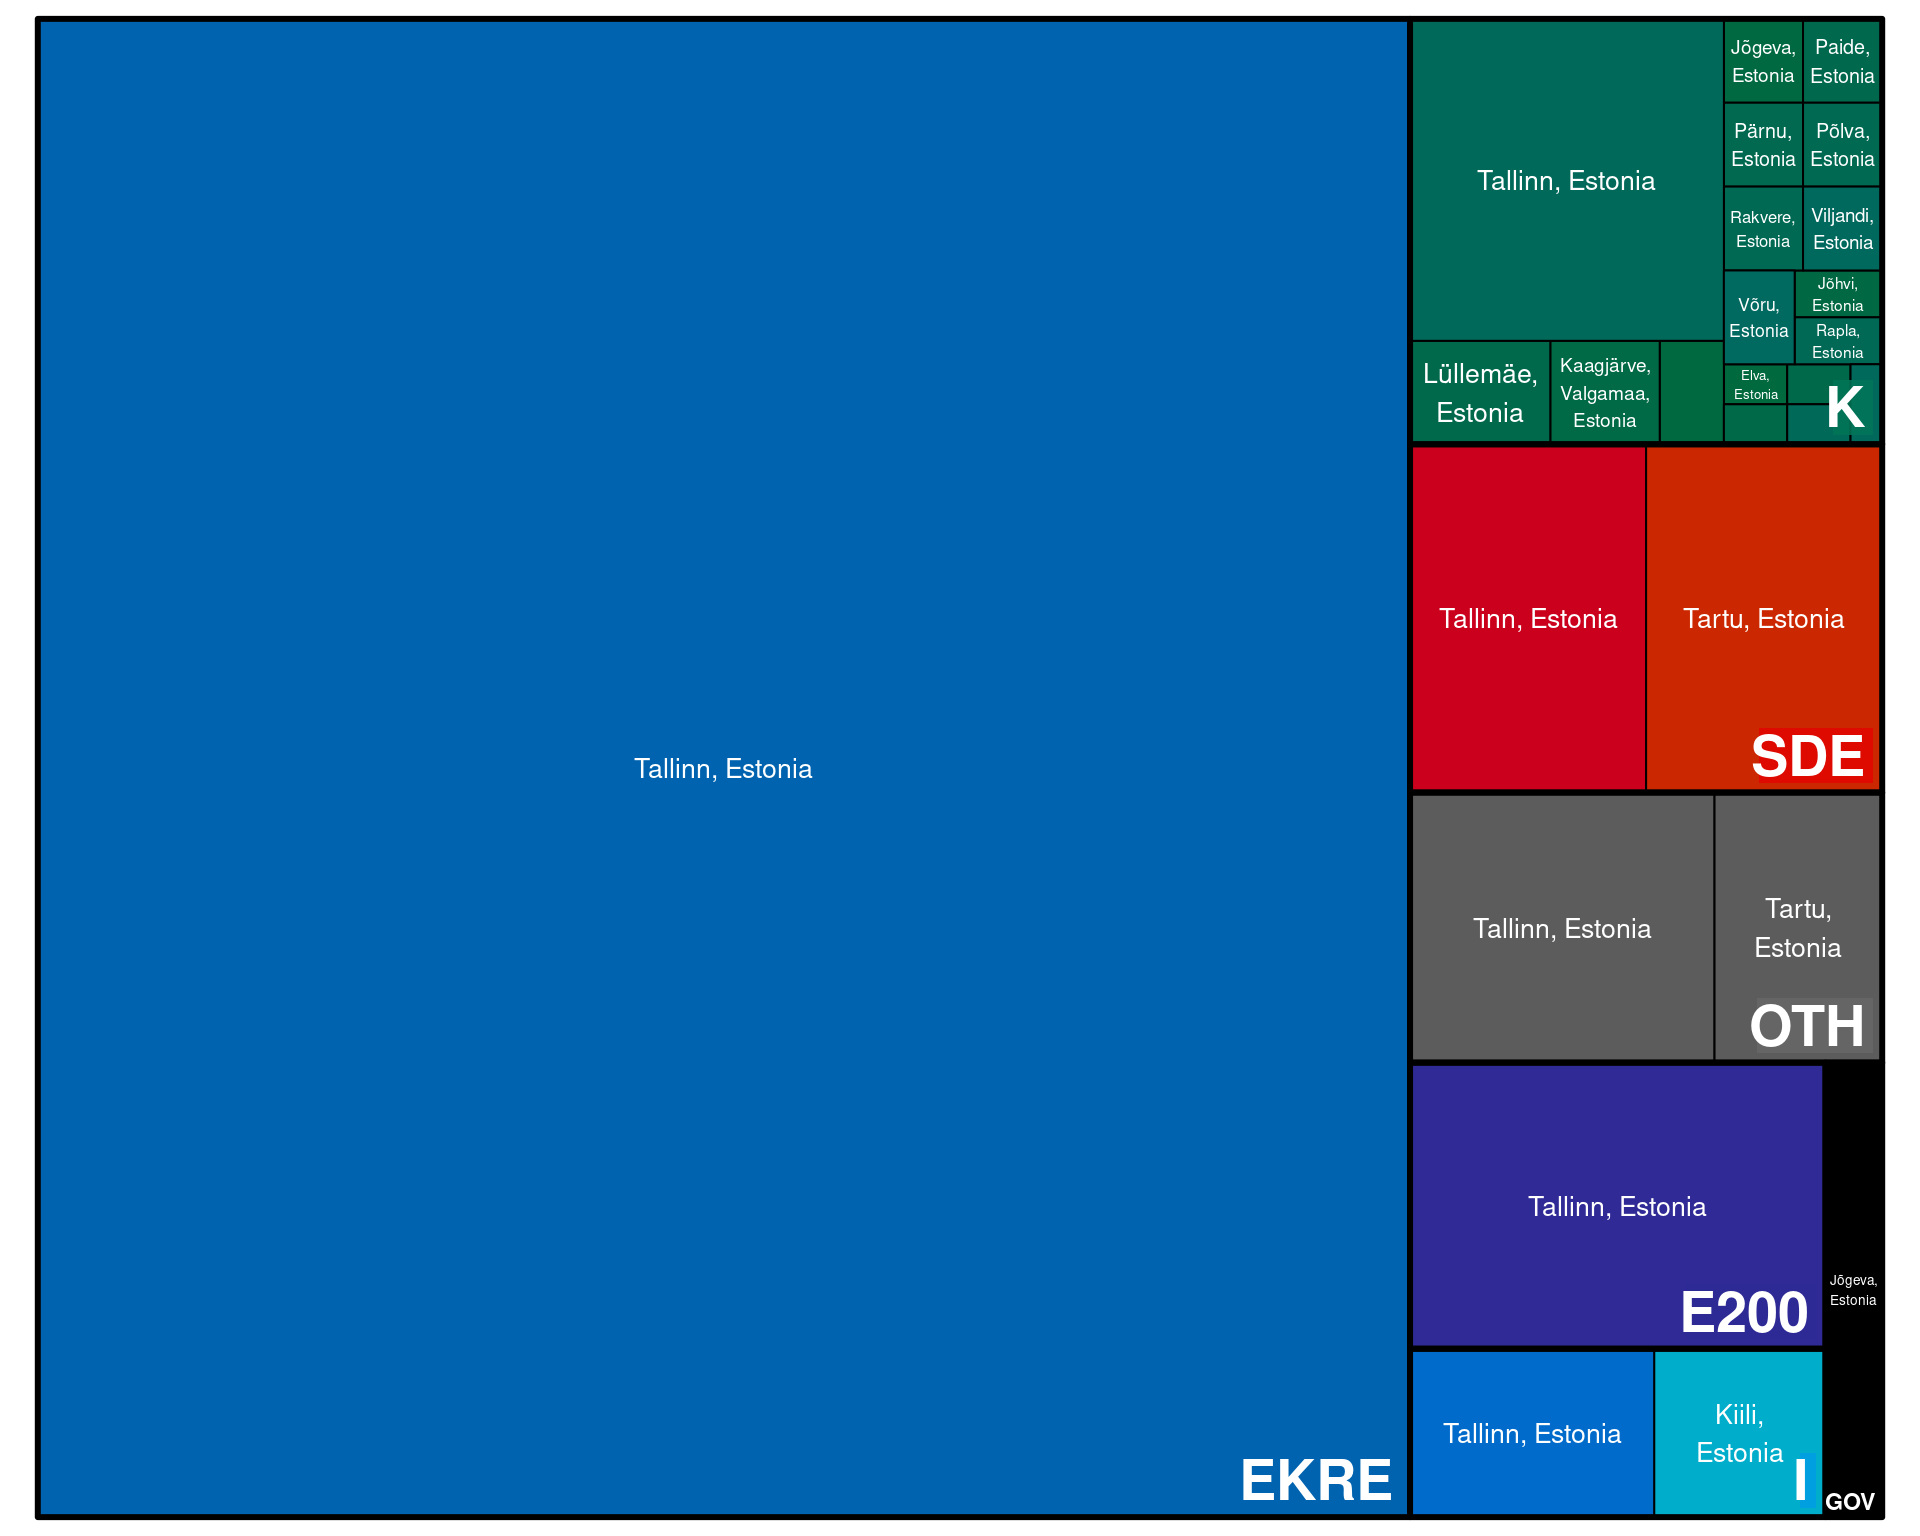 Tallinn, Estonia
EKRE
Tallinn, Estonia
Jõgeva,
Estonia
Paide,
Estonia
Pärnu,
Estonia
Põlva,
Estonia
Rakvere,
Estonia
Viljandi,
Estonia
Võru,
Estonia
Jõhvi,
Estonia
Rapla,
Estonia
Lüllemäe,
Estonia
Kaagjärve,
Valgamaa,
Estonia
Elva,
Estonia
K
Tallinn, Estonia
Tartu, Estonia
SDE
Tallinn, Estonia
Tartu,
Estonia
OTH
Tallinn, Estonia
E200
Jõgeva,
Estonia
GOV
Tallinn, Estonia
Kiili,
Estonia
I